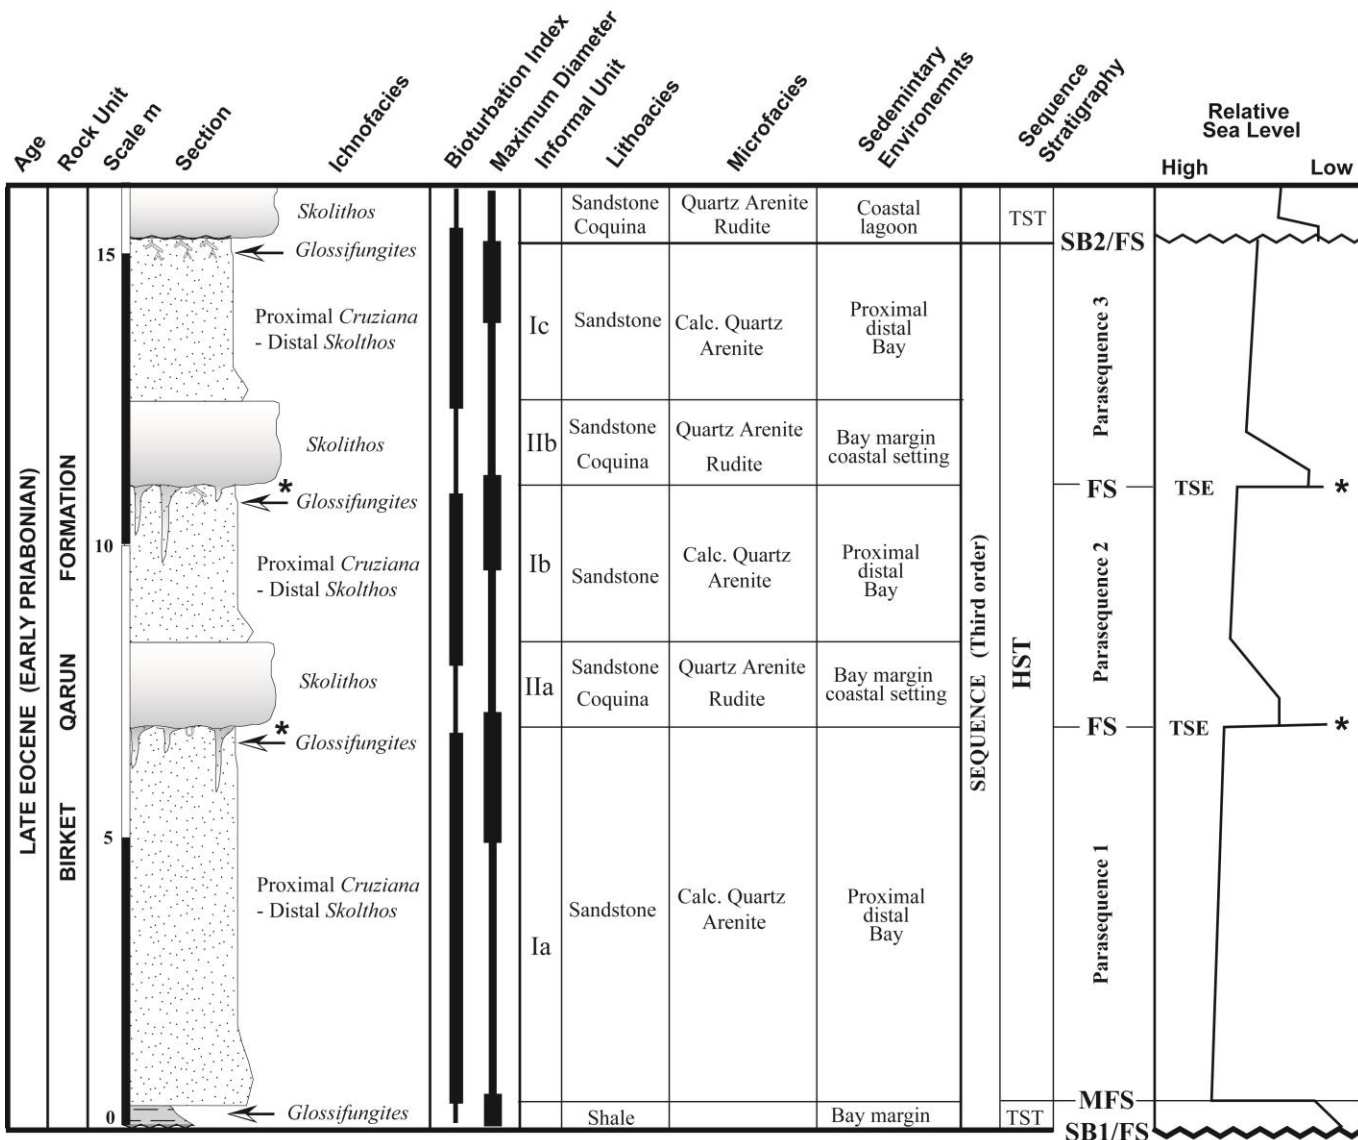 Age
Rock Unit
Scale m
Section
Ichnofacies
Bioturbation Index
Maximum Diameter
Informal Unit
Lithoacies
Microfacies
Sedemintary
Environemnts
Sequence
Stratigraphy
Relative
Sea Level
High
Low
LATE EOCENE (EARLY PRIABONIAN)
BIRKET QARUN FORMATION
15
10
5
0
Skolithos
Glossifungites
Proximal Cruziana
- Distal Skolthos
Skolithos
*
Glossifungites
Proximal Cruziana
- Distal Skolthos
Skolithos
*
Glossifungites
Proximal Cruziana
- Distal Skolthos
Glossifungites
Ic
IIb
Ib
IIa
Ia
Sandstone
Coquina
Sandstone
Sandstone
Coquina
Sandstone
Sandstone
Coquina
Sandstone
Shale
Quartz Arenite
Rudite
Calc. Quartz
Arenite
Quartz Arenite
Rudite
Calc. Quartz
Arenite
Quartz Arenite
Rudite
Calc. Quartz
Arenite
Coastal
lagoon
Proximal
distal
Bay
Bay margin
coastal setting
Proximal
distal
Bay
Bay margin
coastal setting
Proximal
distal
Bay
Bay margin
SEQUENCE (Third order)
TST
HST
TST
SB2/FS
Parasequence 3
FS
Parasequence 2
FS
Parasequence 1
MFS
SB1/FS
TSE
*
TSE
*